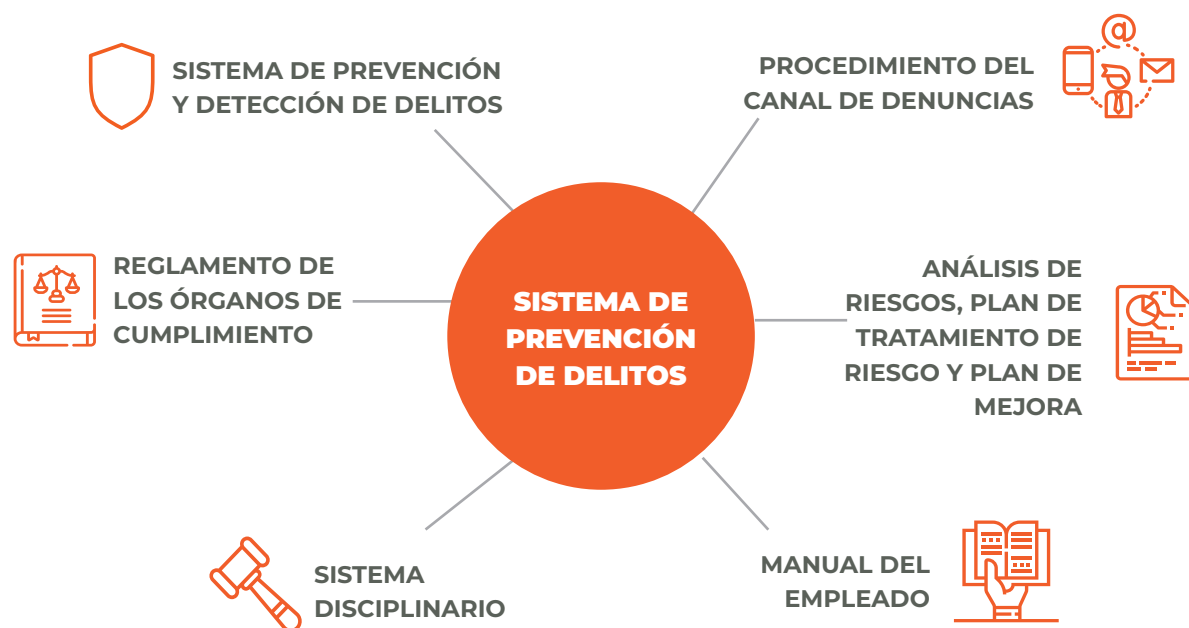 SISTEMA DE PREVENCIÓN
Y DETECCIÓN DE DELITOS
PROCEDIMIENTO DEL
CANAL DE DENUNCIAS
@
REGLAMENTO DE
LOS ÓRGANOS DE
CUMPLIMIENTO
SISTEMA DE
PREVENCIÓN
DE DELITOS
ANÁLISIS DE
RIESGOS, PLAN DE
TRATAMIENTO DE
RIESGO Y PLAN DE
MEJORA
SISTEMA
DISCIPLINARIO
MANUAL DEL
EMPLEADO